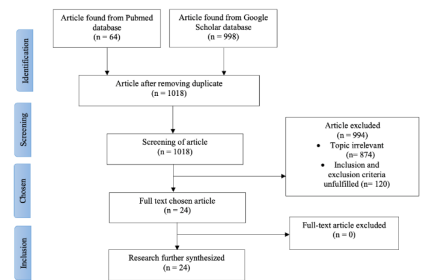 Identification
Article found from Pubmed
database
(n = 64)
Article found from Google
Scholar database
(n = 998)
Article after removing duplicate
(n = 1018)
Screening
Screening of article
(n = 1018)
Article excluded
(n = 994)
• Topic irrelevant
(n= 874)
• Inclusion and
exclusion criteria
unfulfilled (n= 120)
Chosen
Full text chosen article
(n = 24)
Full-text article excluded
(n = 0)
Inclusion
Research further synthesized
(n = 24)